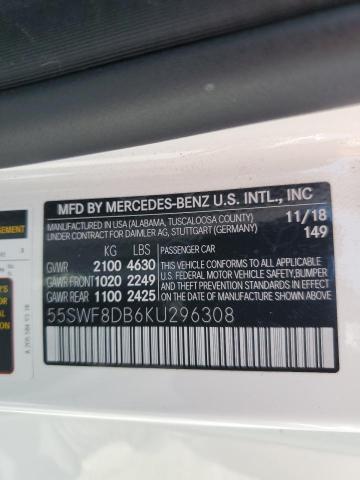 MFD BY MERCEDES-BENZ U.S. INTL., INC
MANUFACTURED IN USA (ALABAMA, TUSCALOOSA COUNTY) 11/18
UNDER CONTRACT FOR DAIMLER AG, STUTTGART (GERMANY) 149
KG LBS PASSENGER CAR
GVWR 2100 4630 THIS VEHICLE CONFORMS TO ALL APPLICABLE
GAWR FRONT 1020 2249 U.S. FEDERAL MOTOR VEHICLE SAFETY, BUMPER
GAWR REAR 1100 2425 AND THEFT PREVENTION STANDARDS IN EFFECT
ON THE DATE OF MANUFACTURE SHOWN ABOVE.
55SWF8DB6KU296308